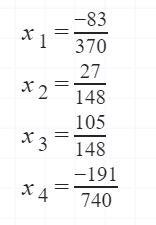 x₁ = −83/370
x₂ = 27/148
x₃ = 105/148
x₄ = −191/740